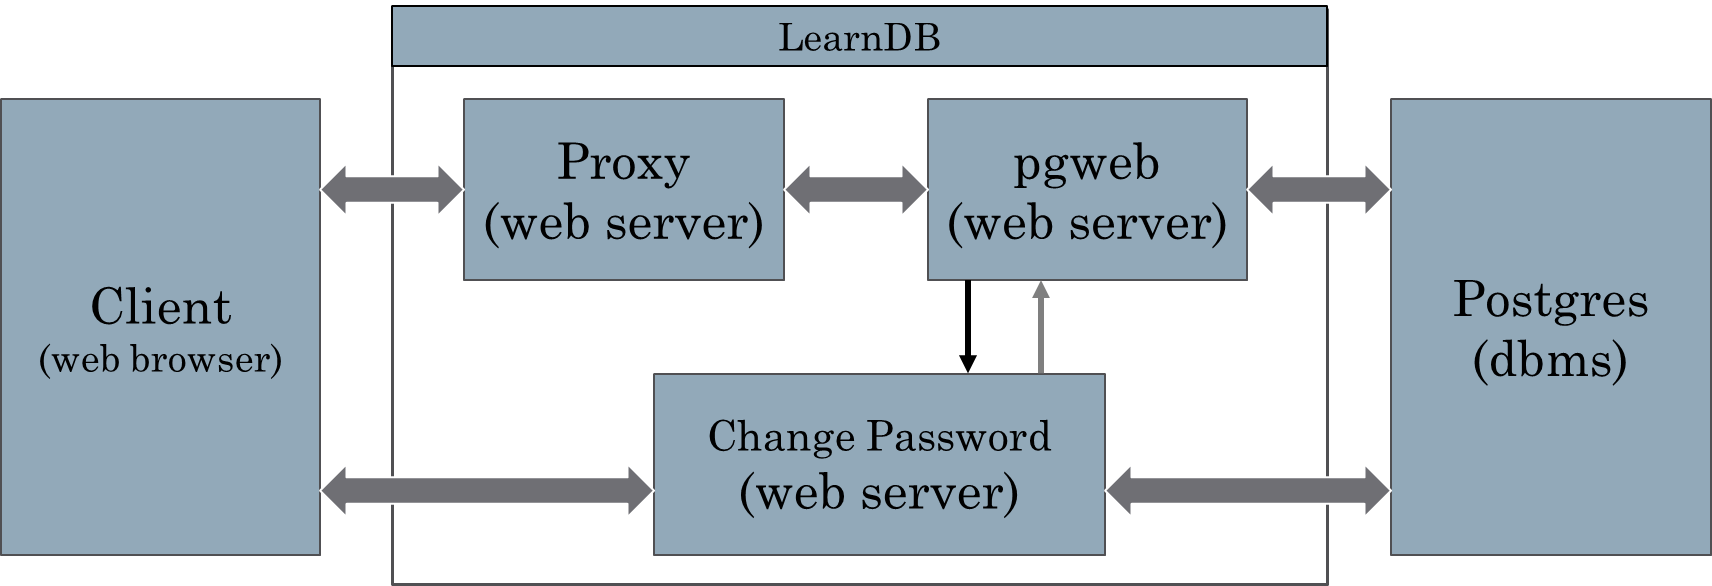 LearnDB
Client
(web browser)
Proxy
(web server)
pgweb
(web server)
Change Password
(web server)
Postgres
(dbms)